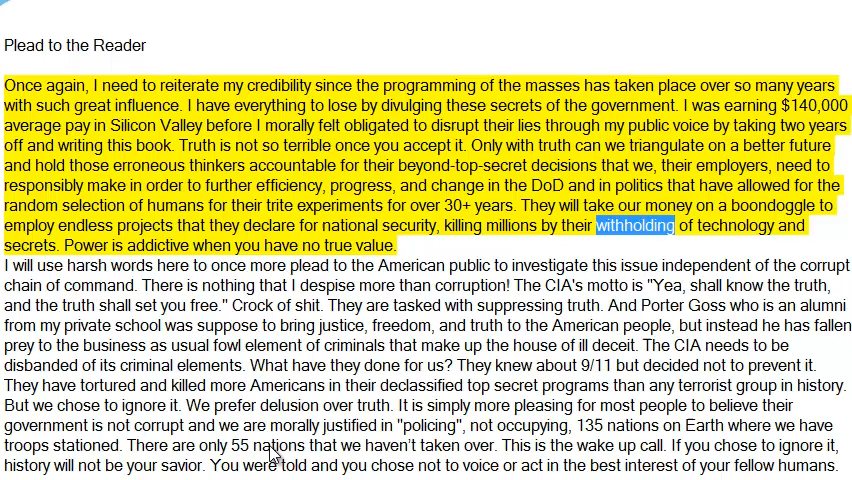 Plead to the Reader
Once again, I need to reiterate my credibility since the programming of the masses has taken place over so many years
with such great influence. I have everything to lose by divulging these secrets of the government. I was earning $140,000
average pay in Silicon Valley before I morally felt obligated to disrupt their lies through my public voice by taking two years
off and writing this book. Truth is not so terrible once you accept it. Only with truth can we triangulate on a better future
and hold those erroneous thinkers accountable for their beyond-top-secret decisions that we, their employers, need to
responsibly make in order to further efficiency, progress, and change in the DoD and in politics that have allowed for the
random selection of humans for their trite experiments for over 30+ years. They will take our money on a boondoggle to
employ endless projects that they declare for national security, killing millions by their withholding of technology and
secrets. Power is addictive when you have no true value.
I will use harsh words here to once more plead to the American public to investigate this issue independent of the corrupt
chain of command. There is nothing that I despise more than corruption! The CIA's motto is "Yea, shall know the truth,
and the truth shall set you free." Crock of shit. They are tasked with suppressing truth. And Porter Goss who is an alumni
from my private school was suppose to bring justice, freedom, and truth to the American people, but instead he has fallen
prey to the business as usual fowl element of criminals that make up the house of ill deceit. The CIA needs to be
disbanded of its criminal elements. What have they done for us? They knew about 9/11 but decided not to prevent it.
They have tortured and killed more Americans in their declassified top secret programs than any terrorist group in history.
But we chose to ignore it. We prefer delusion over truth. It is simply more pleasing for most people to believe their
government is not corrupt and we are morally justified in "policing", not occupying, 135 nations on Earth where we have
troops stationed. There are only 55 nations that we haven't taken over. This is the wake up call. If you chose to ignore it,
history will not be your savior. You were told and you chose not to voice or act in the best interest of your fellow humans.